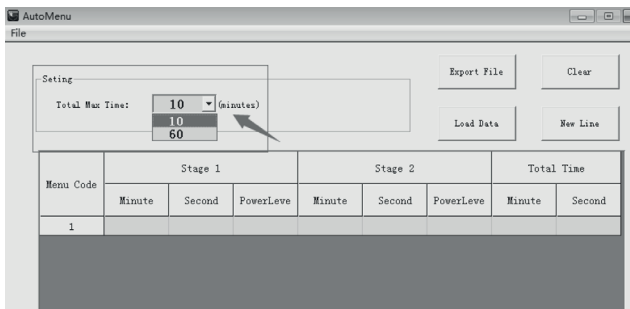 AutoMenu
File
Seting
Total Max Time: 10 (minutes)
10
60
Export File
Clear
Load Data
New Line
Menu Code
Stage 1
Stage 2
Total Time
Minute Second PowerLeve Minute Second PowerLeve Minute Second
1